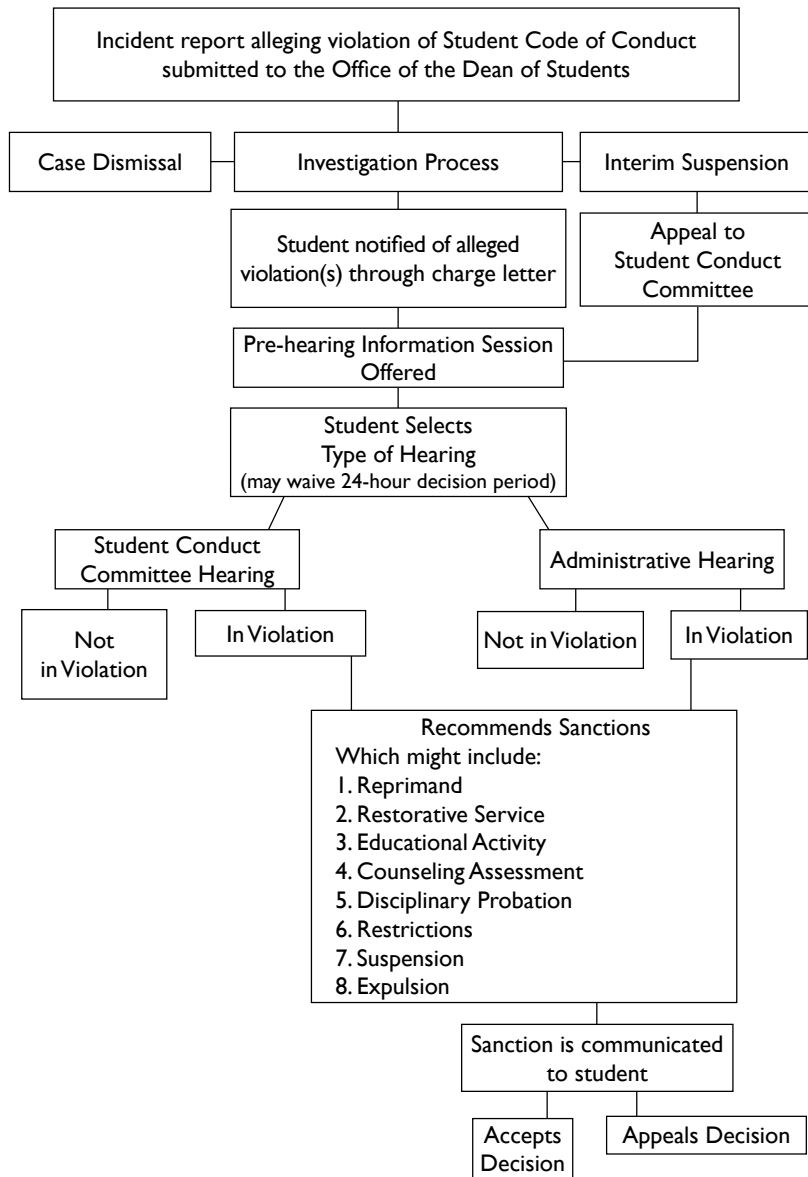 Incident report alleging violation of Student Code of Conduct
submitted to the Office of the Dean of Students
Case Dismissal
Investigation Process
Interim Suspension
Student notified of alleged
violation(s) through charge letter
Appeal to
Student Conduct
Committee
Pre-hearing Information Session
Offered
Student Selects
Type of Hearing
(may waive 24-hour decision period)
Student Conduct
Committee Hearing
Administrative Hearing
Not
in Violation
In Violation
Not in Violation
In Violation
Recommends Sanctions
Which might include:
1. Reprimand
2. Restorative Service
3. Educational Activity
4. Counseling Assessment
5. Disciplinary Probation
6. Restrictions
7. Suspension
8. Expulsion
Sanction is communicated
to student
Accepts
Decision
Appeals Decision